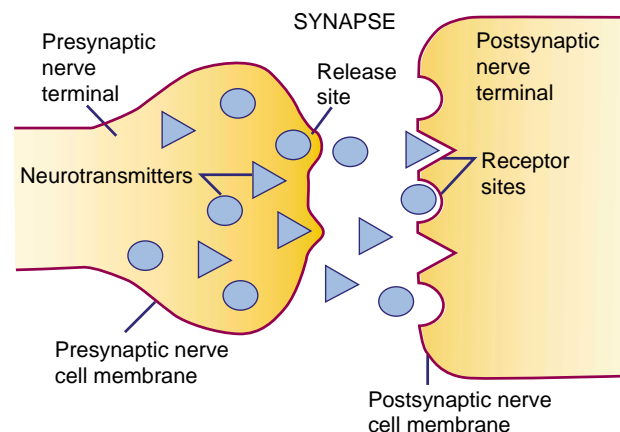 SYNAPSE
Presynaptic
nerve
terminal
Release
site
Postsynaptic
nerve
terminal
Neurotransmitters
Receptor
sites
Presynaptic nerve
cell membrane
Postsynaptic nerve
cell membrane